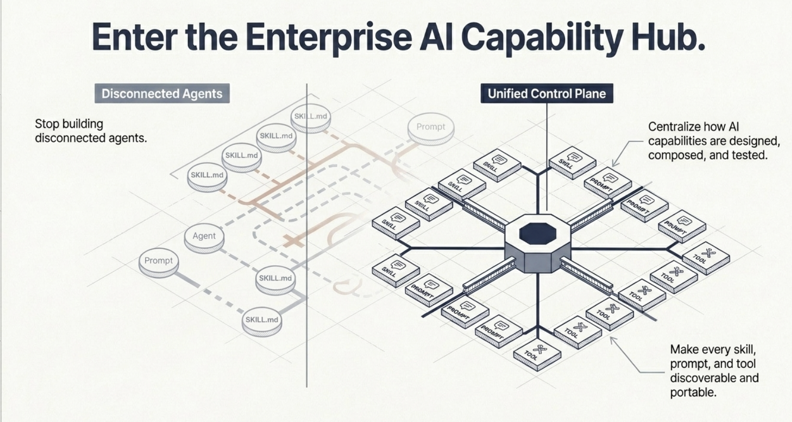 Enter the Enterprise AI Capability Hub.
Disconnected Agents
Unified Control Plane
Stop building
disconnected agents.
Centralize how AI
capabilities are designed,
composed, and tested.
SKILL.md
SKILL.md
SKILL.md
SKILL.md
Prompt
Agent
Prompt
SKILL.md
SKILL.md
SKILL
SKILL
SKILL
SKILL
SKILL
PROMPT
PROMPT
PROMPT
TOOL
TOOL
TOOL
TOOL
TOOL
TOOL
SKILL
PROMPT
PROMPT
PROMPT
Make every skill,
prompt, and tool
discoverable and
portable.